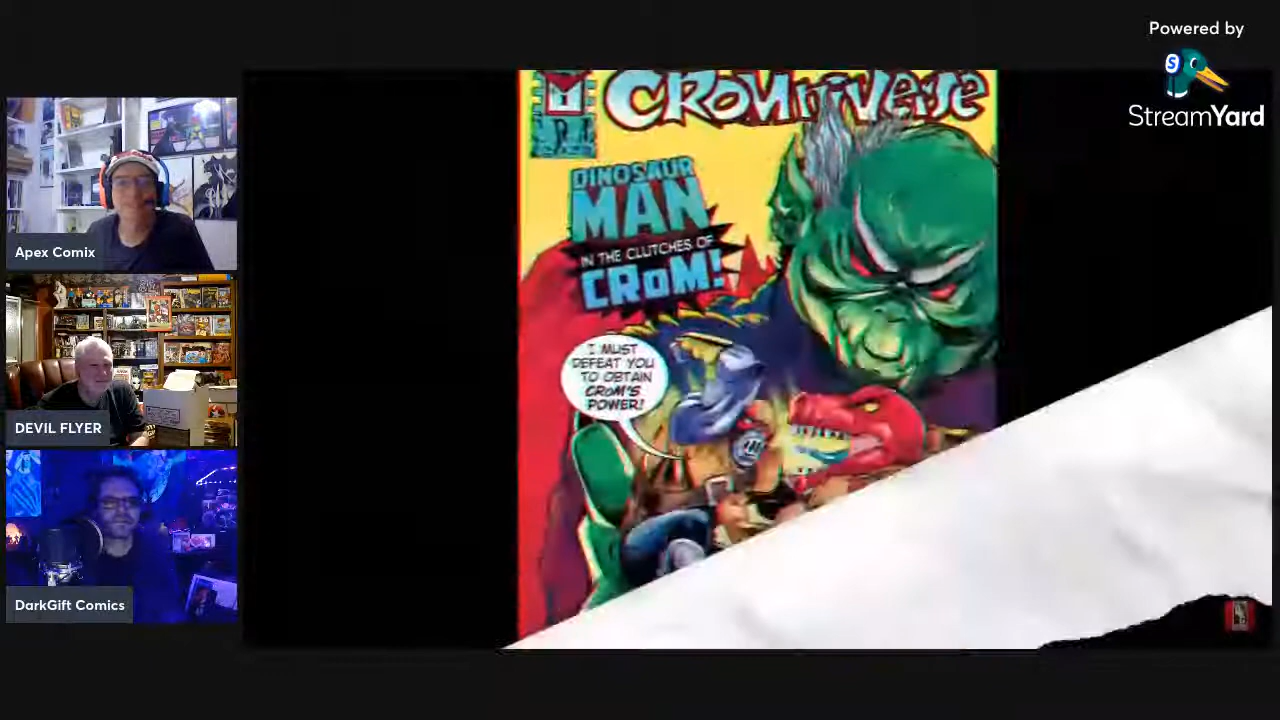 Powered by
S
StreamYard
CROMniVerse
DINOSAUR
MAN
IN THE CLUTCHES OF
CROM!
I MUST
DEFEAT YOU
TO OBTAIN
CROM'S
POWER!
Apex Comix
DEVIL FLYER
DarkGift Comics